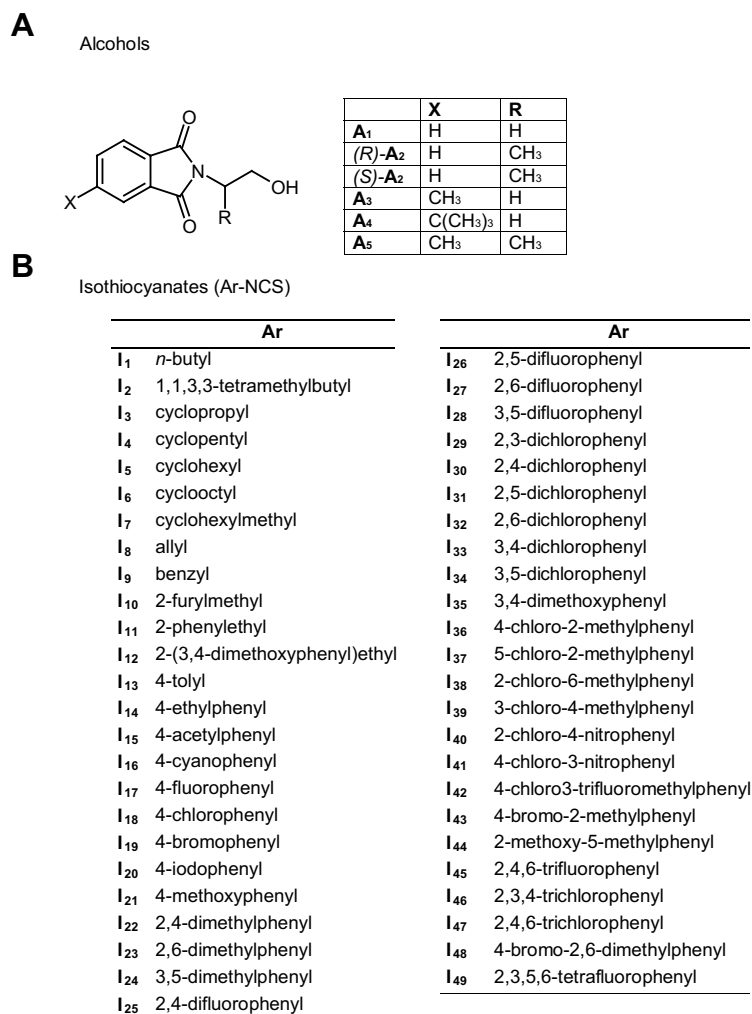 A
Alcohols
O
N
OH
X
R
O
X R
A1 H H
(R)-A2 H CH3
(S)-A2 H CH3
A3 CH3 H
A4 C(CH3)3 H
A5 CH3 CH3
B
Isothiocyanates (Ar-NCS)
Ar
I1 n-butyl
I2 1,1,3,3-tetramethylbutyl
I3 cyclopropyl
I4 cyclopentyl
I5 cyclohexyl
I6 cyclooctyl
I7 cyclohexylmethyl
I8 allyl
I9 benzyl
I10 2-furylmethyl
I11 2-phenylethyl
I12 2-(3,4-dimethoxyphenyl)ethyl
I13 4-tolyl
I14 4-ethylphenyl
I15 4-acetylphenyl
I16 4-cyanophenyl
I17 4-fluorophenyl
I18 4-chlorophenyl
I19 4-bromophenyl
I20 4-iodophenyl
I21 4-methoxyphenyl
I22 2,4-dimethylphenyl
I23 2,6-dimethylphenyl
I24 3,5-dimethylphenyl
I25 2,4-difluorophenyl
Ar
I26 2,5-difluorophenyl
I27 2,6-difluorophenyl
I28 3,5-difluorophenyl
I29 2,3-dichlorophenyl
I30 2,4-dichlorophenyl
I31 2,5-dichlorophenyl
I32 2,6-dichlorophenyl
I33 3,4-dichlorophenyl
I34 3,5-dichlorophenyl
I35 3,4-dimethoxyphenyl
I36 4-chloro-2-methylphenyl
I37 5-chloro-2-methylphenyl
I38 2-chloro-6-methylphenyl
I39 3-chloro-4-methylphenyl
I40 2-chloro-4-nitrophenyl
I41 4-chloro-3-nitrophenyl
I42 4-chloro3-trifluoromethylphenyl
I43 4-bromo-2-methylphenyl
I44 2-methoxy-5-methylphenyl
I45 2,4,6-trifluorophenyl
I46 2,3,4-trichlorophenyl
I47 2,4,6-trichlorophenyl
I48 4-bromo-2,6-dimethylphenyl
I49 2,3,5,6-tetrafluorophenyl